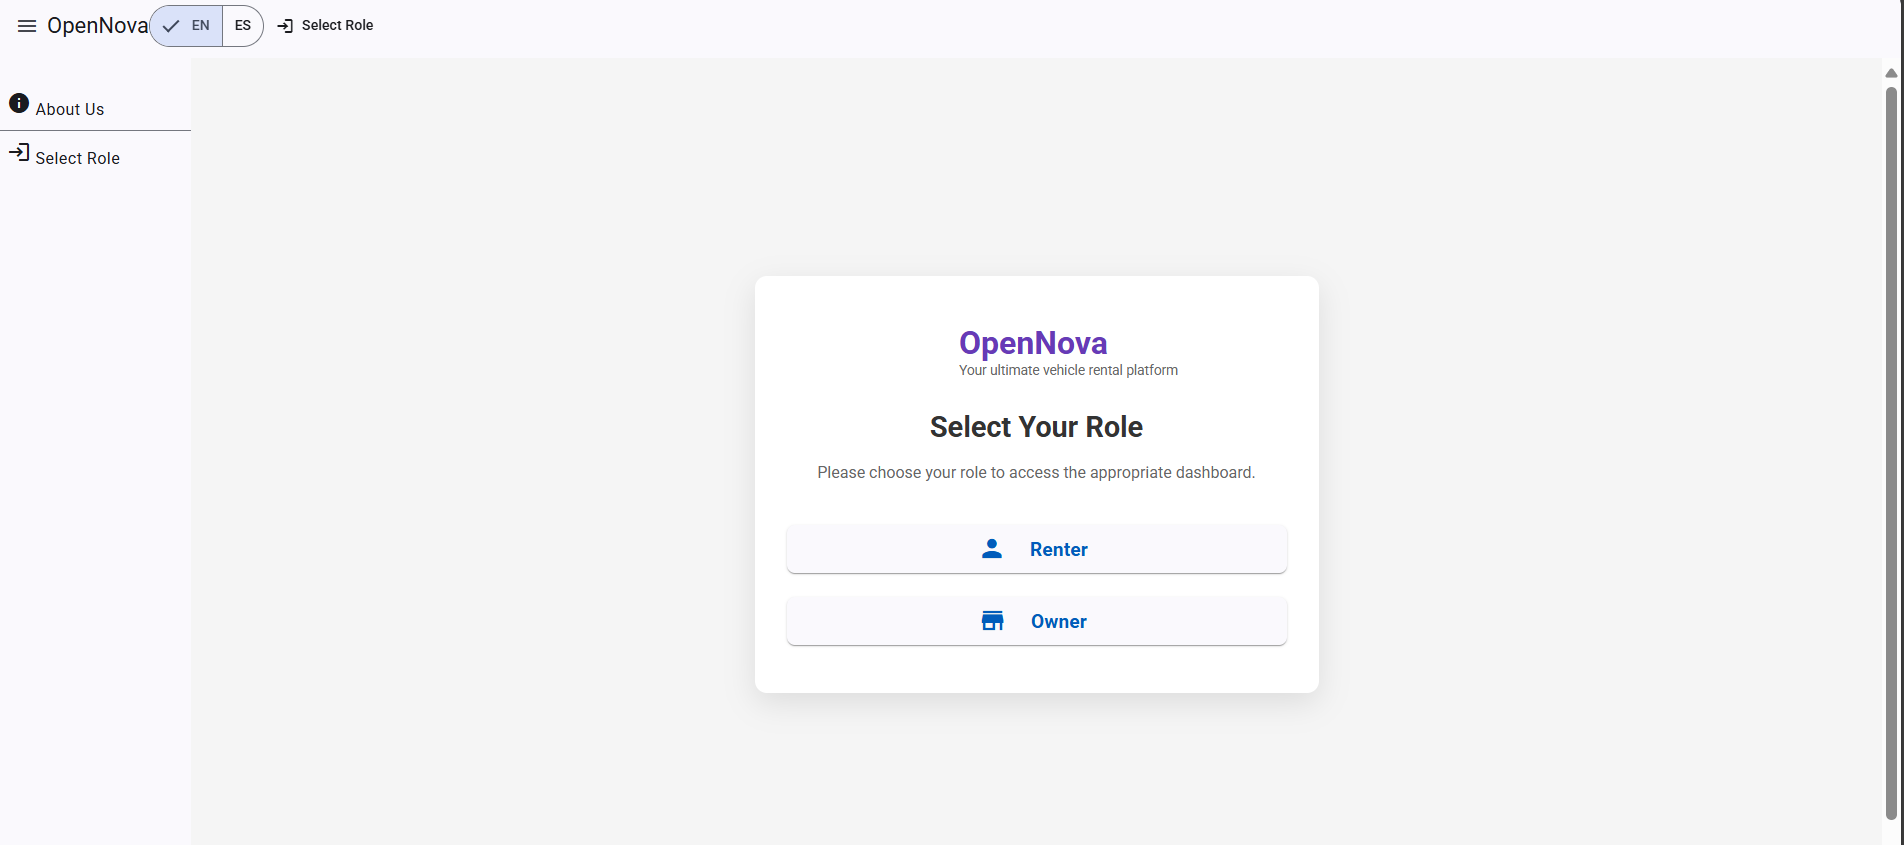 OpenNova EN ES Select Role
About Us
Select Role
OpenNova
Your ultimate vehicle rental platform
Select Your Role
Please choose your role to access the appropriate dashboard.
Renter
Owner